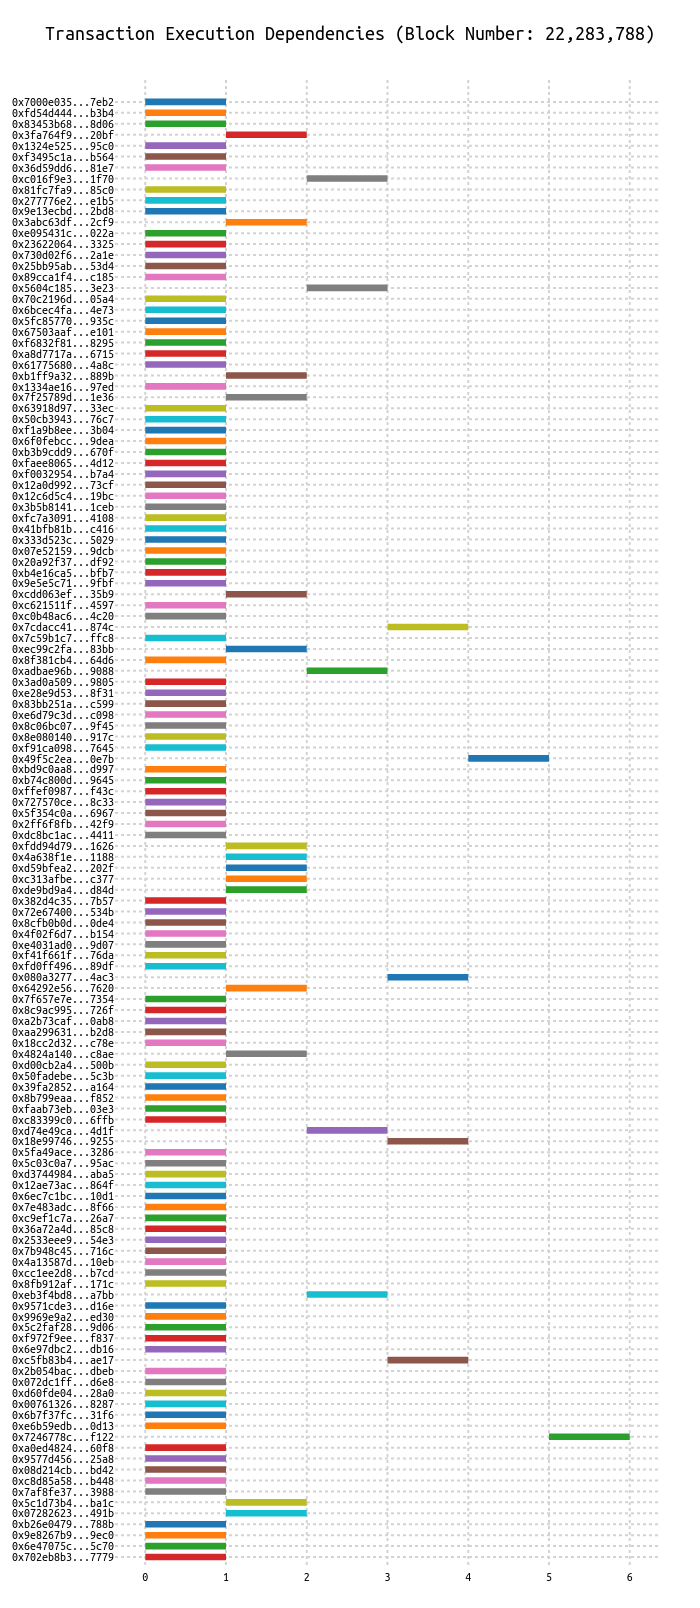 Transaction Execution Dependencies (Block Number: 22,283,788)
0x7000e035...7eb2
0xfd54d444...b3b4
0x83453b68...8d06
0x3fa764f9...20bf
0x1324e525...95c0
0xf3495c1a...b564
0x36d59dd6...81e7
0xc016f9e3...1f70
0x81fc7fa9...85c0
0x277776e2...e1b5
0x9e13ecbd...2bd8
0x3abc63df...2cf9
0xe095431c...022a
0x23622064...3325
0x730d02f6...2a1e
0x25bb95ab...53d4
0x89cca1f4...c185
0x5604c185...3e23
0x70c2196d...05a4
0x6bcec4fa...4e73
0x5fc85770...935c
0x67503aaf...e101
0xf6832f81...8295
0xa8d7717a...6715
0x61775680...4a8c
0xb1ff9a32...889b
0x1334ae16...97ed
0x7f25789d...1e36
0x63918d97...33ec
0x50cb3943...76c7
0xf1a9b8ee...3b04
0x6f0febcc...9dea
0xb3b9cdd9...670f
0xfaee8065...4d12
0xf0032954...b7a4
0x12a0d992...73cf
0x12c6d5c4...19bc
0x3b5b8141...1ceb
0xfc7a3091...4108
0x41bfb81b...c416
0x333d523c...5029
0x07e52159...9dcb
0x20a92f37...df92
0xb4e16ca5...bfb7
0x9e5e5c71...9fbf
0xcdd063ef...35b9
0xc621511f...4597
0xc0b48ac6...4c20
0x7cdacc41...874c
0x7c59b1c7...ffc8
0xec99c2fa...83bb
0x8f381cb4...64d6
0xadbae96b...9088
0x3ad0a509...9805
0xe28e9d53...8f31
0x83bb251a...c599
0xe6d79c3d...c098
0x8c06bc07...9f45
0x8e080140...917c
0xf91ca098...7645
0x49f5c2ea...0e7b
0xbd9c0aa8...d997
0xb74c800d...9645
0xffef0987...f43c
0x727570ce...8c33
0x5f354c0a...6967
0x2ff6f8fb...42f9
0xdc8bc1ac...4411
0xfdd94d79...1626
0x4a638f1e...1188
0xd59bfea2...202f
0xc313afbe...c377
0xde9bd9a4...d84d
0x382d4c35...7b57
0x72e67400...534b
0x8cfb0b0d...0de4
0x4f02f6d7...b154
0xe4031ad0...9d07
0xf41f661f...76da
0xfd0ff496...89df
0x080a3277...4ac3
0x64292e56...7620
0x7f657e7e...7354
0x8c9ac995...726f
0xa2b73caf...0ab8
0xaa299631...b2d8
0x18cc2d32...c78e
0x4824a140...c8ae
0xd00cb2a4...500b
0x50fadebe...5c3b
0x39fa2852...a164
0x8b799eaa...f852
0xfaab73eb...03e3
0xc83399c0...6ffb
0xd74e49ca...4d1f
0x18e99746...9255
0x5fa49ace...3286
0x5c03c0a7...95ac
0xd3744984...aba5
0x12ae73ac...864f
0x6ec7c1bc...10d1
0x7e483adc...8f66
0xc9ef1c7a...26a7
0x36a72a4d...85c8
0x2533eee9...54e3
0x7b948c45...716c
0x4a13587d...10eb
0xcc1ee2d8...b7cd
0x8fb912af...171c
0xeb3f4bd8...a7bb
0x9571cde3...d16e
0x9969e9a2...ed30
0x5c2faf28...9d06
0xf972f9ee...f837
0x6e97dbc2...db16
0xc5fb83b4...ae17
0x2b054bac...dbeb
0x072dc1ff...d6e8
0xd60fde04...28a0
0x00761326...8287
0x6b7f37fc...31f6
0xe6b59edb...0d13
0x7246778c...f122
0xa0ed4824...60f8
0x9577d456...25a8
0x08d214cb...bd42
0xc8d85a58...b448
0x7af8fe37...3988
0x5c1d73b4...ba1c
0x07282623...491b
0xb26e0479...788b
0x9e8267b9...9ec0
0x6e47075c...5c70
0x702eb8b3...7779
0 1 2 3 4 5 6